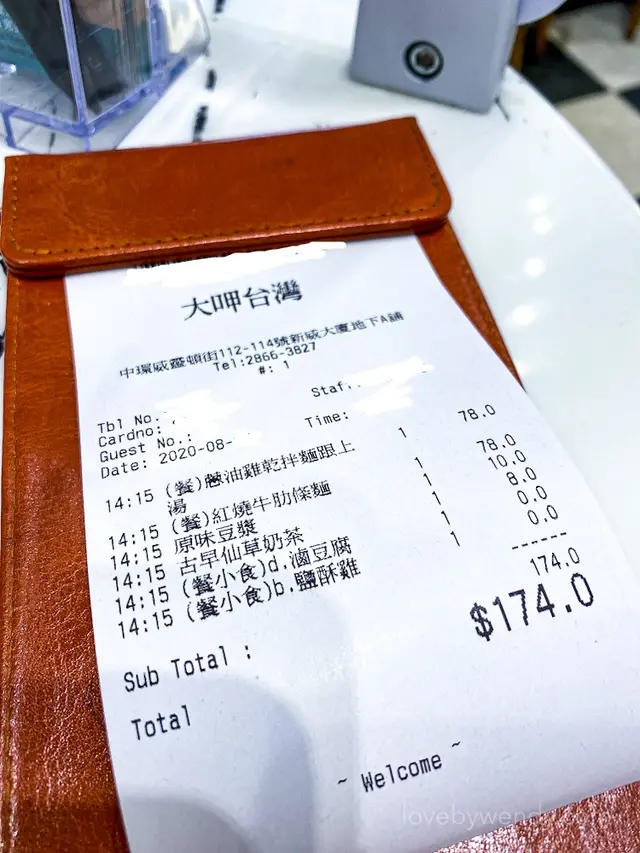 大呷台灣
中環威靈頓街112-114號新威大廈地下A舖
Tel:2866-3827
#: 1
Tbl No.
Staf
Cardno:
Guest No.:
Time:
Date: 2020-08-
14:15 (餐)蔥油雞乾拌麵跟上湯 1 78.0
14:15 (餐)紅燒牛肋條麵 1 78.0
14:15 原味豆漿 1 10.0
14:15 古早仙草奶茶 1 8.0
14:15 (餐小食)d.滷豆腐 1 0.0
14:15 (餐小食)b.鹽酥雞 1 0.0
------
Sub Total : 174.0
Total $174.0
~ Welcome ~